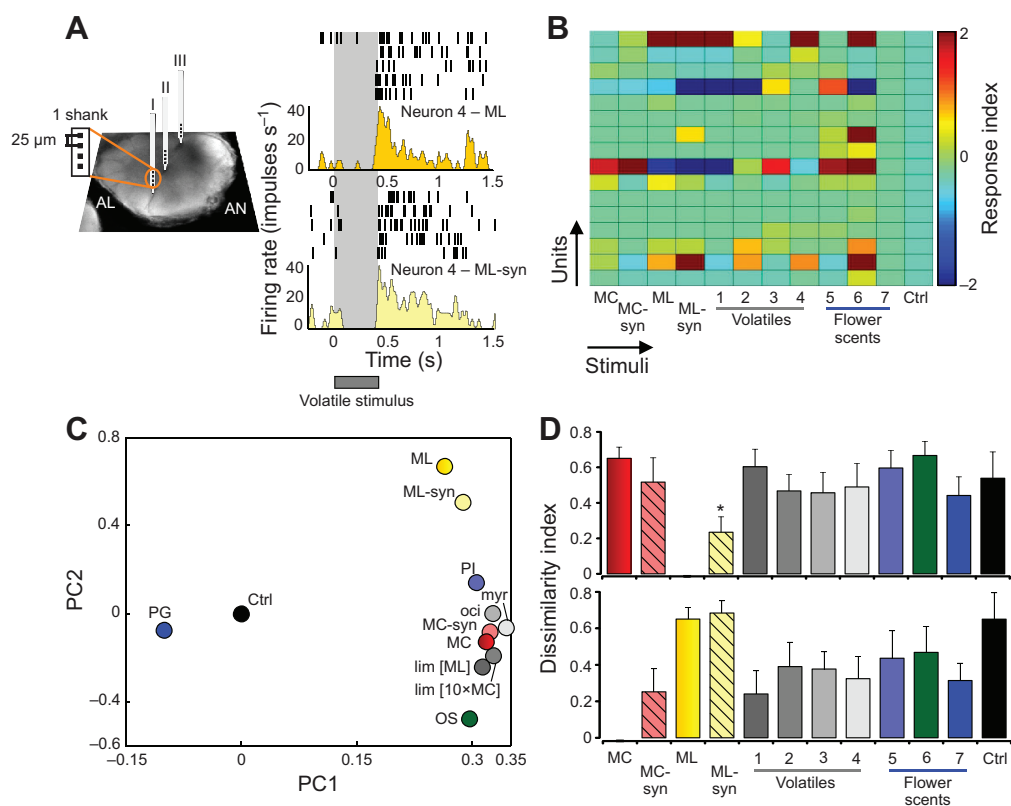 A
III
II
I
1 shank
25 µm
AL
AN
Firing rate (impulses s⁻¹)
40
20
0
Neuron 4 – ML
0
0.5
1.0
1.5
40
20
0
Neuron 4 – ML-syn
0
0.5
1.0
1.5
Time (s)
Volatile stimulus
B
Units
MC
MC-syn
ML
ML-syn
1
2
3
4
5
6
7
Ctrl
Volatiles
Flower scents
Stimuli
2
0
–2
Response index
C
PC2
0.8
0.4
0
–0.4
–0.6
ML
ML-syn
PI
myr
oci
MC-syn
MC
lim [ML]
lim [10×MC]
OS
PG
Ctrl
–0.15
0
0.15
0.35
0.35
PC1
D
Dissimilarity index
0.8
0.6
0.4
0.2
0
*
0.8
0.6
0.4
0.2
0
MC
MC-syn
ML
ML-syn
1
2
3
4
5
6
7
Ctrl
Volatiles
Flower scents